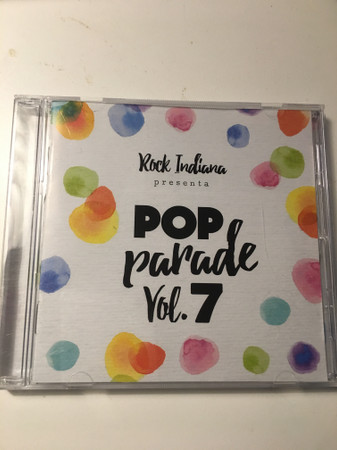 Rock Indiana
presenta
POP
parade
Vol. 7